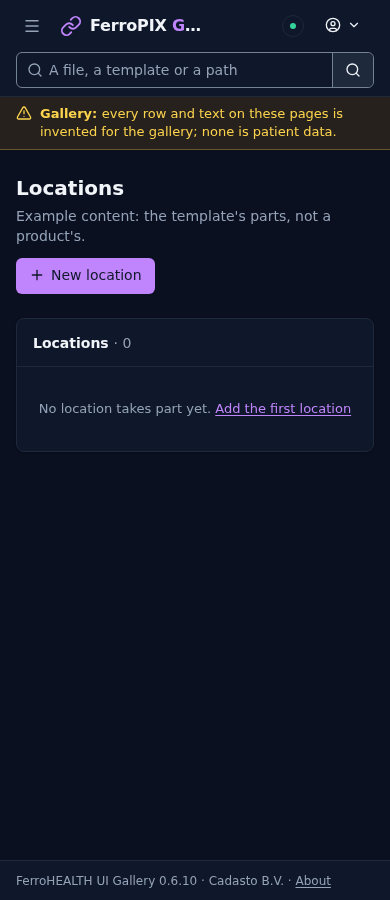 FerroPIX G...
A file, a template or a path
Gallery: every row and text on these pages is
invented for the gallery; none is patient data.
Locations
Example content: the template's parts, not a
product's.
New location
Locations · 0
No location takes part yet. Add the first location
FerroHEALTH UI Gallery 0.6.10 · Cadasto B.V. · About